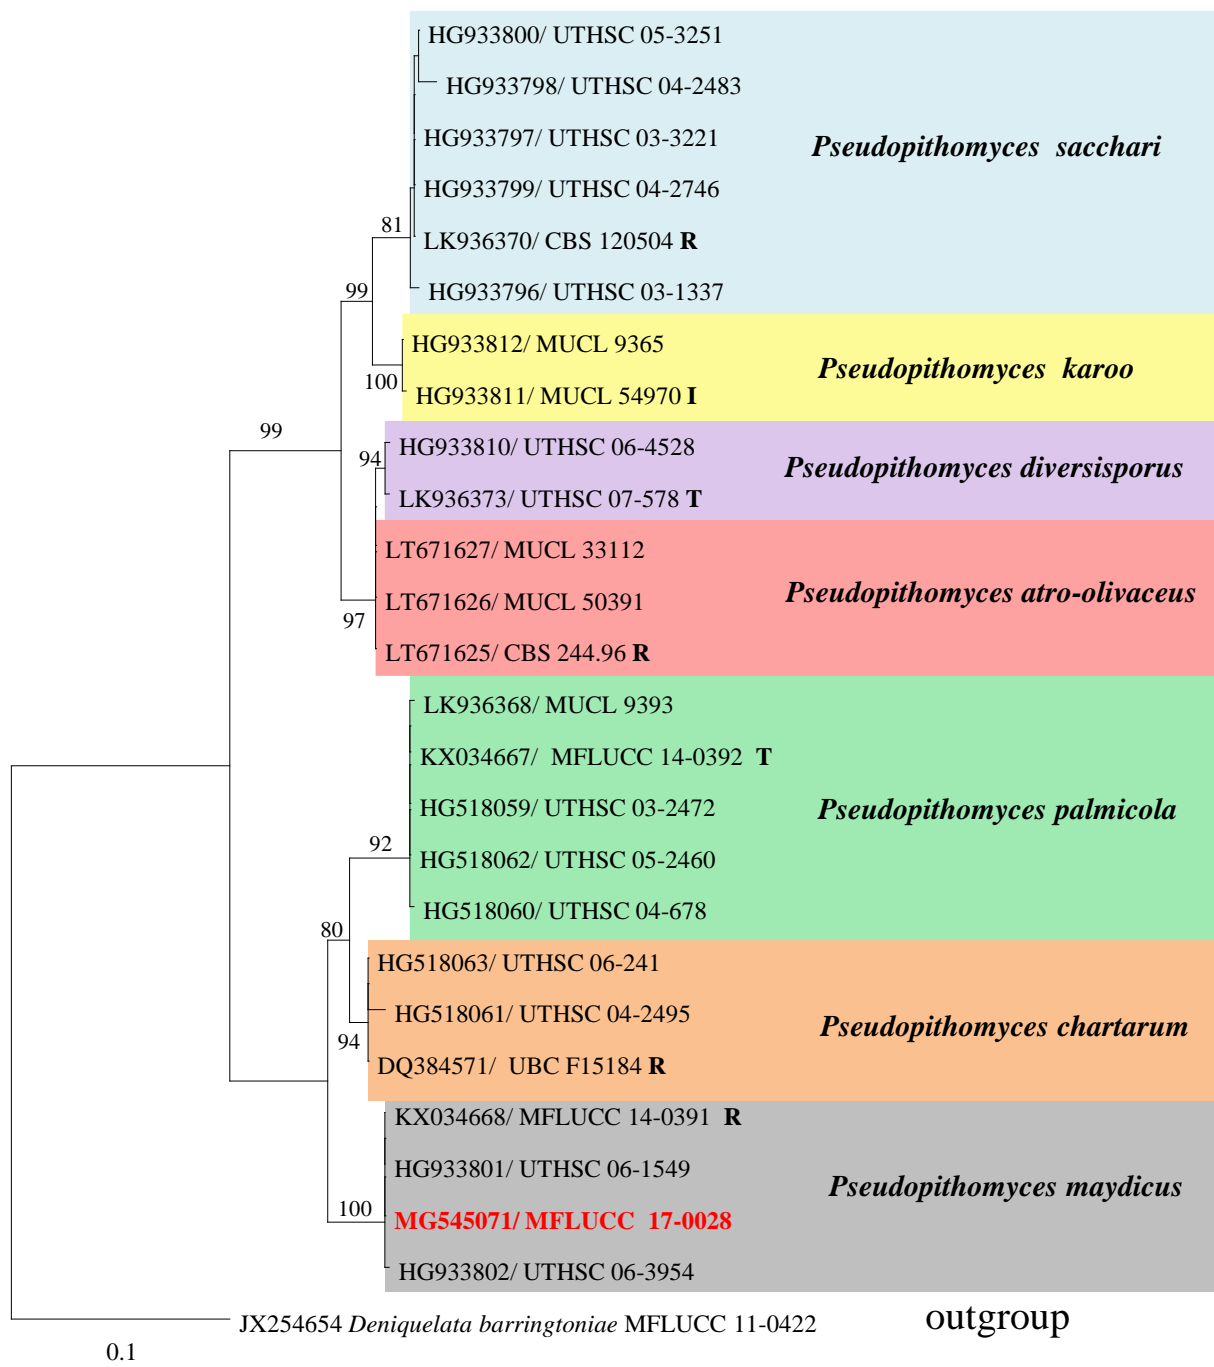 HG933800/ UTHSC 05-3251
HG933798/ UTHSC 04-2483
HG933797/ UTHSC 03-3221
Pseudopithomyces sacchari
HG933799/ UTHSC 04-2746
81
LK936370/ CBS 120504 R
99
HG933796/ UTHSC 03-1337
HG933812/ MUCL 9365
Pseudopithomyces karoo
100
HG933811/ MUCL 54970 I
99
HG933810/ UTHSC 06-4528
94
Pseudopithomyces diversisporus
LK936373/ UTHSC 07-578 T
LT671627/ MUCL 33112
Pseudopithomyces atro-olivaceus
LT671626/ MUCL 50391
97
LT671625/ CBS 244.96 R
LK936368/ MUCL 9393
KX034667/ MFLUCC 14-0392 T
HG518059/ UTHSC 03-2472
Pseudopithomyces palmicola
92
HG518062/ UTHSC 05-2460
HG518060/ UTHSC 04-678
80
HG518063/ UTHSC 06-241
HG518061/ UTHSC 04-2495
Pseudopithomyces chartarum
94
DQ384571/ UBC F15184 R
KX034668/ MFLUCC 14-0391 R
HG933801/ UTHSC 06-1549
Pseudopithomyces maydicus
100
MG545071/ MFLUCC 17-0028
HG933802/ UTHSC 06-3954
JX254654 Deniquelata barringtoniae MFLUCC 11-0422
outgroup
0.1